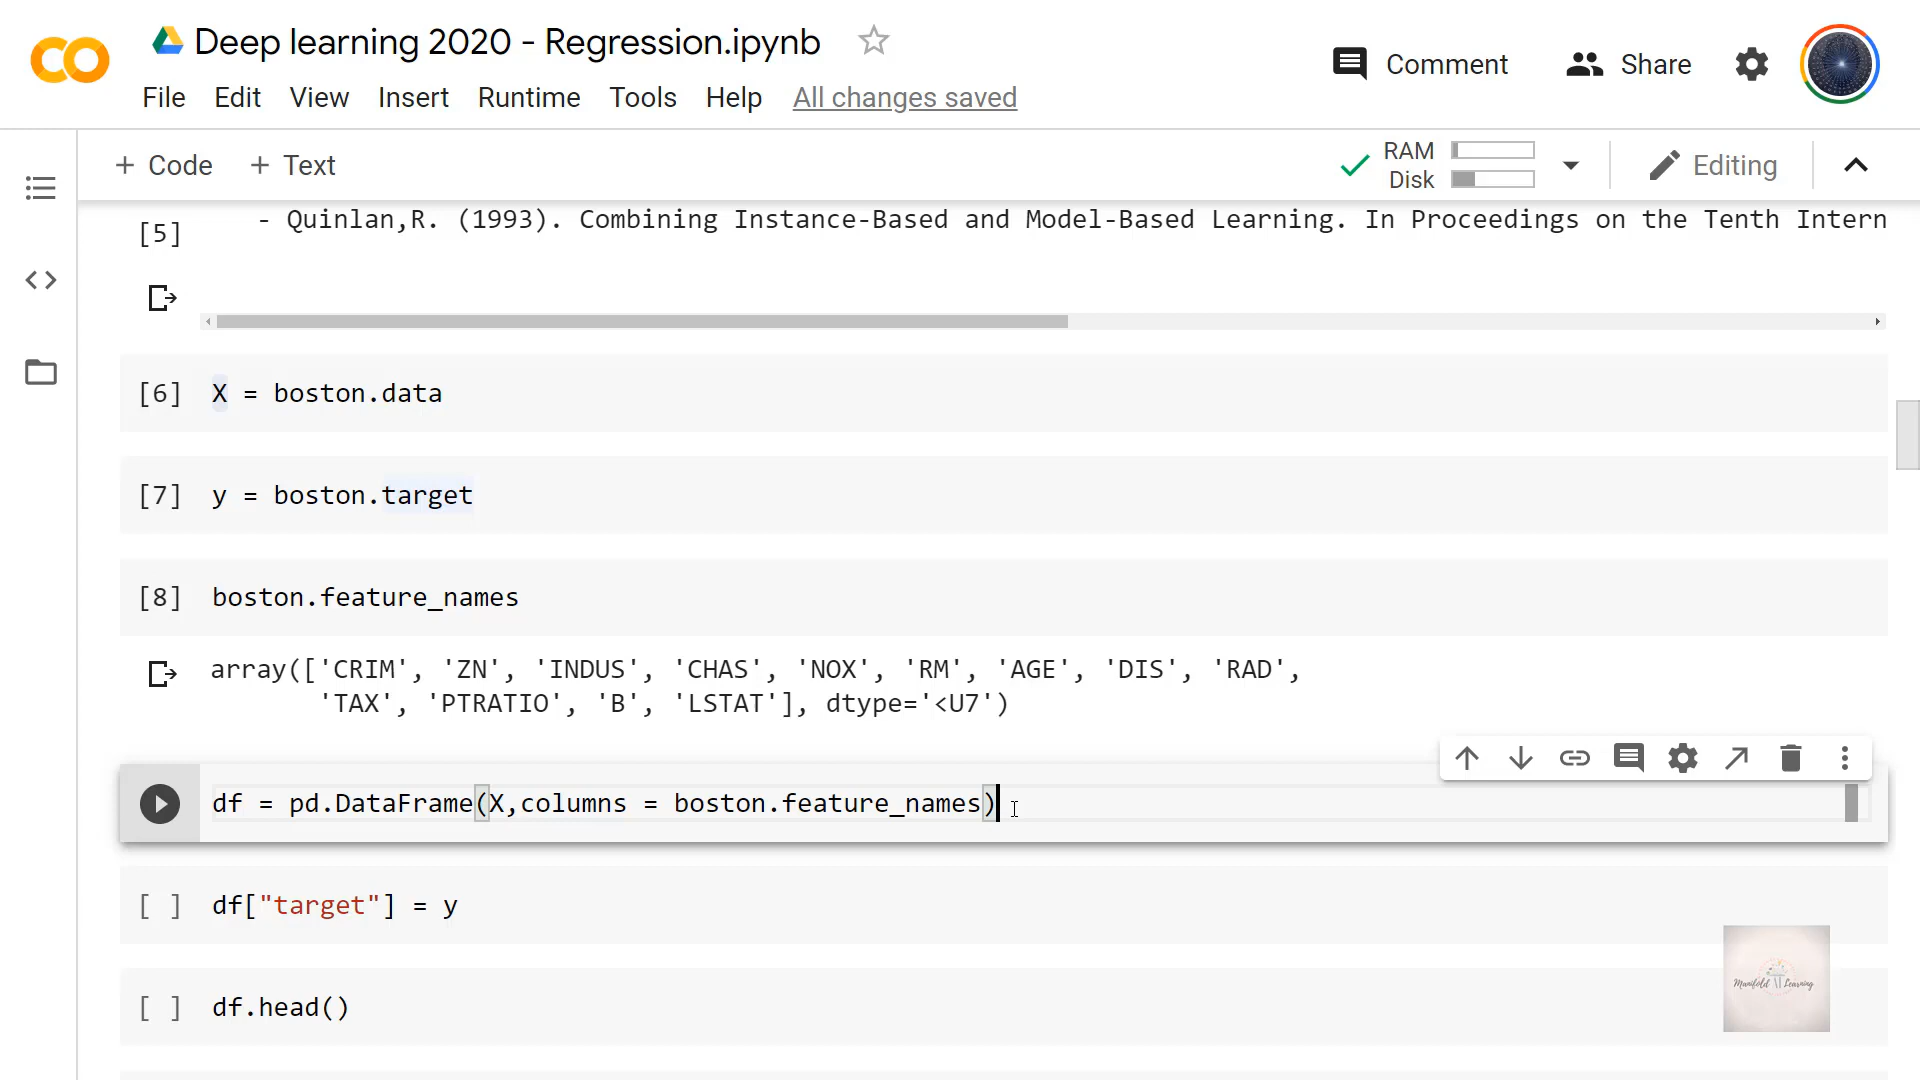 Deep learning 2020 - Regression.ipynb
Comment
Share
File Edit View Insert Runtime Tools Help All changes saved
+ Code + Text
RAM
Disk
Editing
[5] - Quinlan,R. (1993). Combining Instance-Based and Model-Based Learning. In Proceedings on the Tenth Intern
[6] X = boston.data
[7] y = boston.target
[8] boston.feature_names
array(['CRIM', 'ZN', 'INDUS', 'CHAS', 'NOX', 'RM', 'AGE', 'DIS', 'RAD',
'TAX', 'PTRATIO', 'B', 'LSTAT'], dtype='<U7')
df = pd.DataFrame(X,columns = boston.feature_names)
[ ] df["target"] = y
[ ] df.head()
Manifold AI Learning